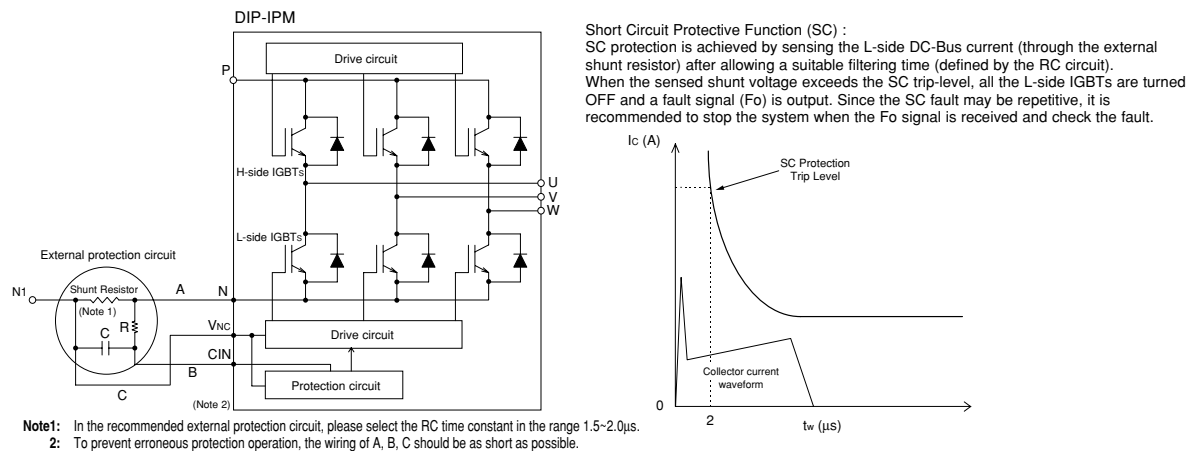 DIP-IPM
Drive circuit
P
H-side IGBTs
U
V
W
L-side IGBTs
External protection circuit
N1
Shunt Resistor
(Note 1)
A
N
R
C
VNC
Drive circuit
CIN
B
C
Protection circuit
(Note 2)
Short Circuit Protective Function (SC) :
SC protection is achieved by sensing the L-side DC-Bus current (through the external
shunt resistor) after allowing a suitable filtering time (defined by the RC circuit).
When the sensed shunt voltage exceeds the SC trip-level, all the L-side IGBTs are turned
OFF and a fault signal (Fo) is output. Since the SC fault may be repetitive, it is
recommended to stop the system when the Fo signal is received and check the fault.
IC (A)
SC Protection
Trip Level
Collector current
waveform
0
2
tw (μs)
Note1: In the recommended external protection circuit, please select the RC time constant in the range 1.5~2.0μs.
2: To prevent erroneous protection operation, the wiring of A, B, C should be as short as possible.